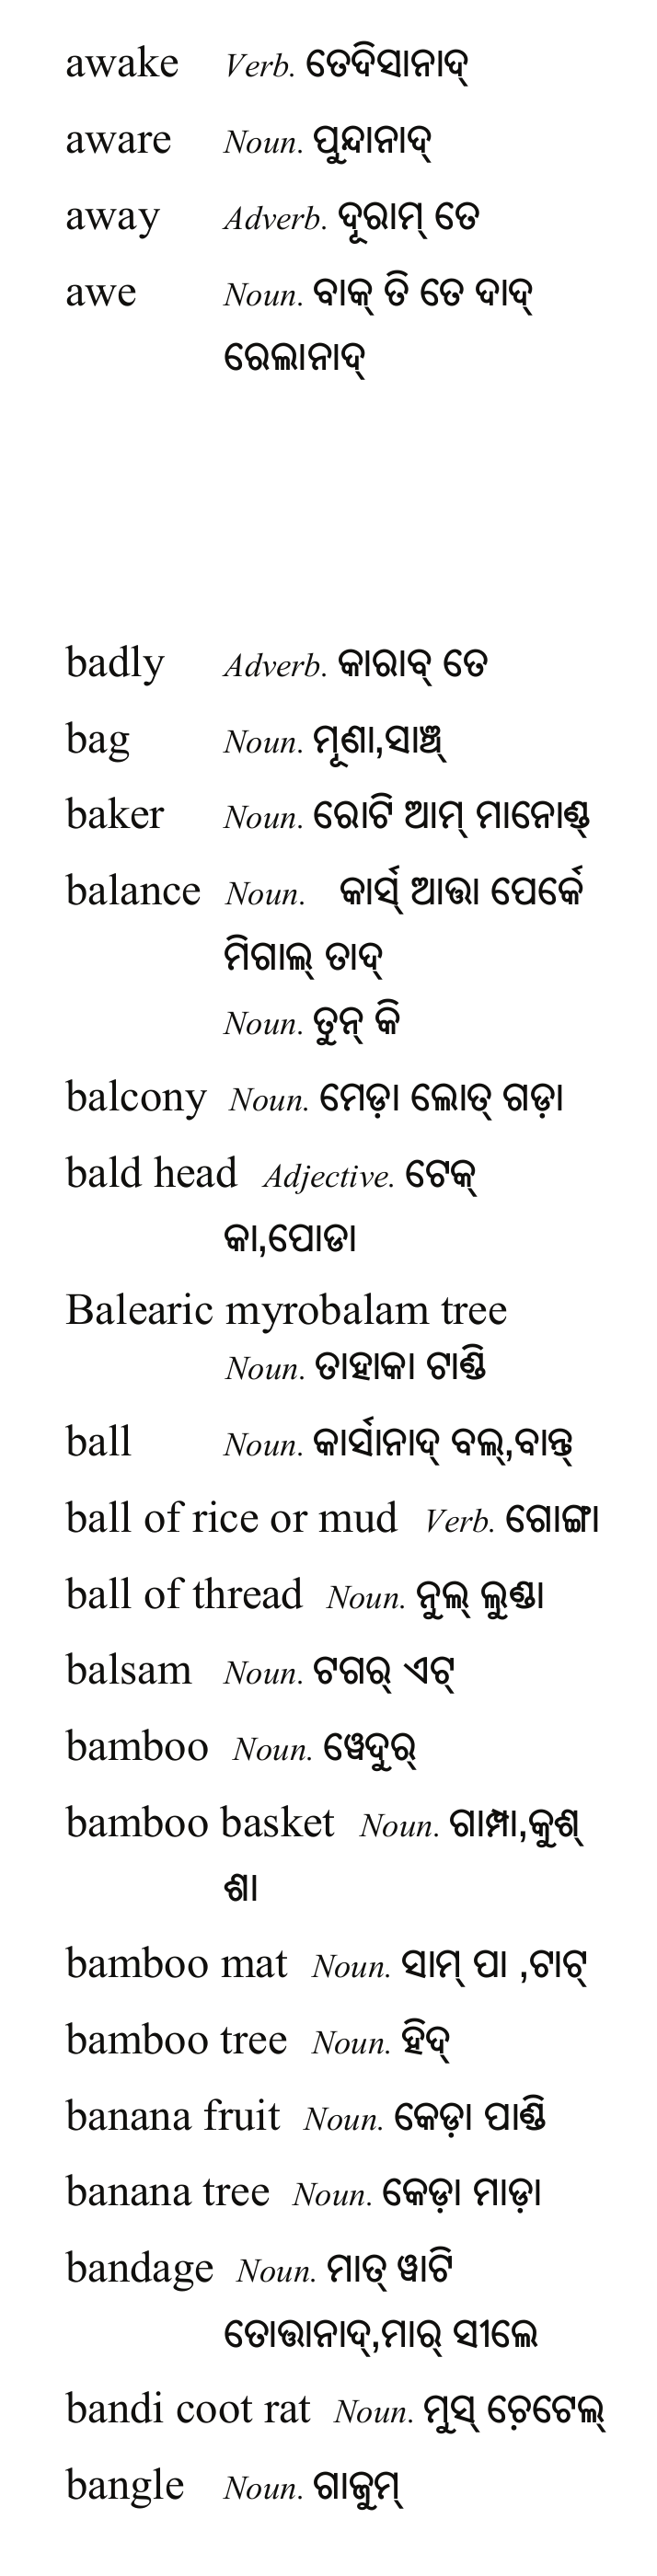 awake Verb. ତେଦିସାନାଦ୍
aware Noun. ପୁନ୍ଦାନାଦ୍
away Adverb. ଦୂରାମ୍ ତେ
awe Noun. ବାକ୍ ତି ତେ ଦାଦ୍
ରେଲାନାଦ୍
badly Adverb. କାରାବ୍ ତେ
bag Noun. ମୂଣା,ସାଞ୍ଚ୍
baker Noun. ରୋଟି ଆମ୍ ମାନୋଣ୍ଡ୍
balance Noun. କାର୍ସ୍ ଆତ୍ତା ପେର୍କେ
ମିଗାଲ୍ ତାଦ୍
Noun. ତୁନ୍ କି
balcony Noun. ମେଡ଼ା ଲୋତ୍ ଗଡ଼ା
bald head Adjective. ଟେକ୍
କା,ପୋଡା
Balearic myrobalam tree
Noun. ତାହାକା ଟାଣ୍ଡି
ball Noun. କାର୍ସାନାଦ୍ ବଲ୍,ବାନ୍ତ୍
ball of rice or mud Verb. ଗୋଙ୍ଗା
ball of thread Noun. ନୁଲ୍ ଲୁଣ୍ଡା
balsam Noun. ଟଗର୍ ଏଟ୍
bamboo Noun. ୱେଦୁର୍
bamboo basket Noun. ଗାମ୍ପା,କୁଶ୍
ଶା
bamboo mat Noun. ସାମ୍ ପା ,ଟାଟ୍
bamboo tree Noun. ହିଦ୍
banana fruit Noun. କେଡ଼ା ପାଣ୍ଡି
banana tree Noun. କେଡ଼ା ମାଡ଼ା
bandage Noun. ମାତ୍ ୱାଟି
ତୋତ୍ତାନାଦ୍,ମାର୍ ସୀଲେ
bandi coot rat Noun. ମୁସ୍ ଚ଼େଟେଲ୍
bangle Noun. ଗାଜୁମ୍